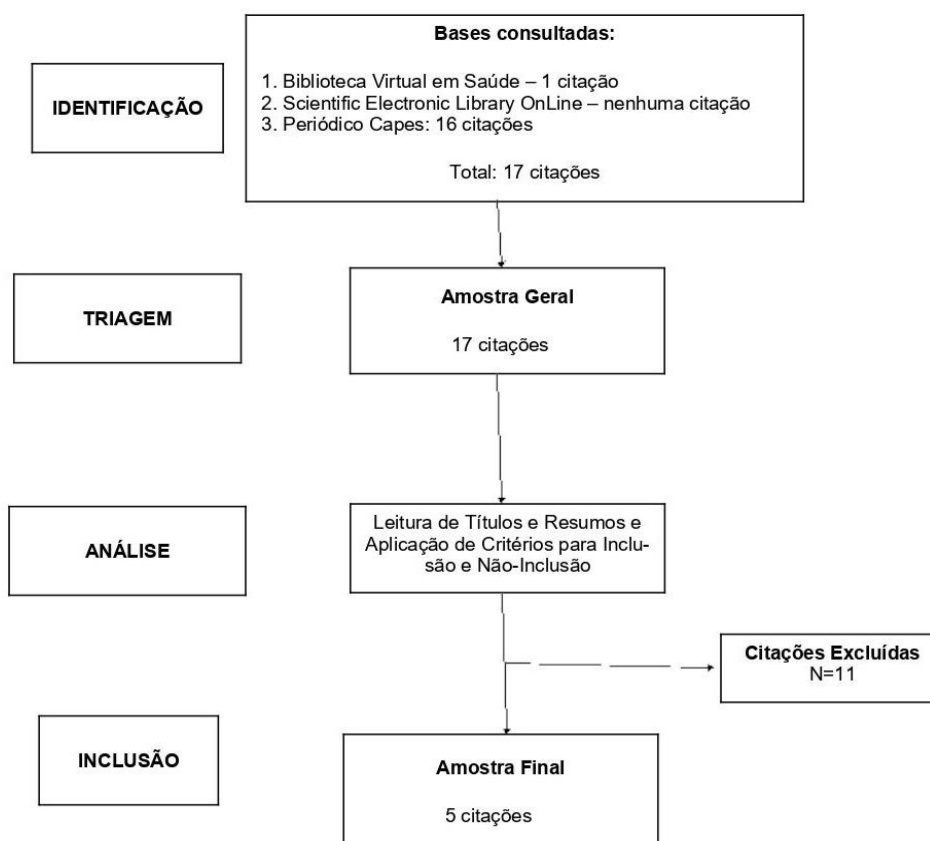 Bases consultadas:
IDENTIFICAÇÃO
1. Biblioteca Virtual em Saúde – 1 citação
2. Scientific Electronic Library OnLine – nenhuma citação
3. Periódico Capes: 16 citações
Total: 17 citações
TRIAGEM
Amostra Geral
17 citações
ANÁLISE
Leitura de Títulos e Resumos e
Aplicação de Critérios para Inclu-
são e Não-Inclusão
Citações Excluídas
N=11
INCLUSÃO
Amostra Final
5 citações